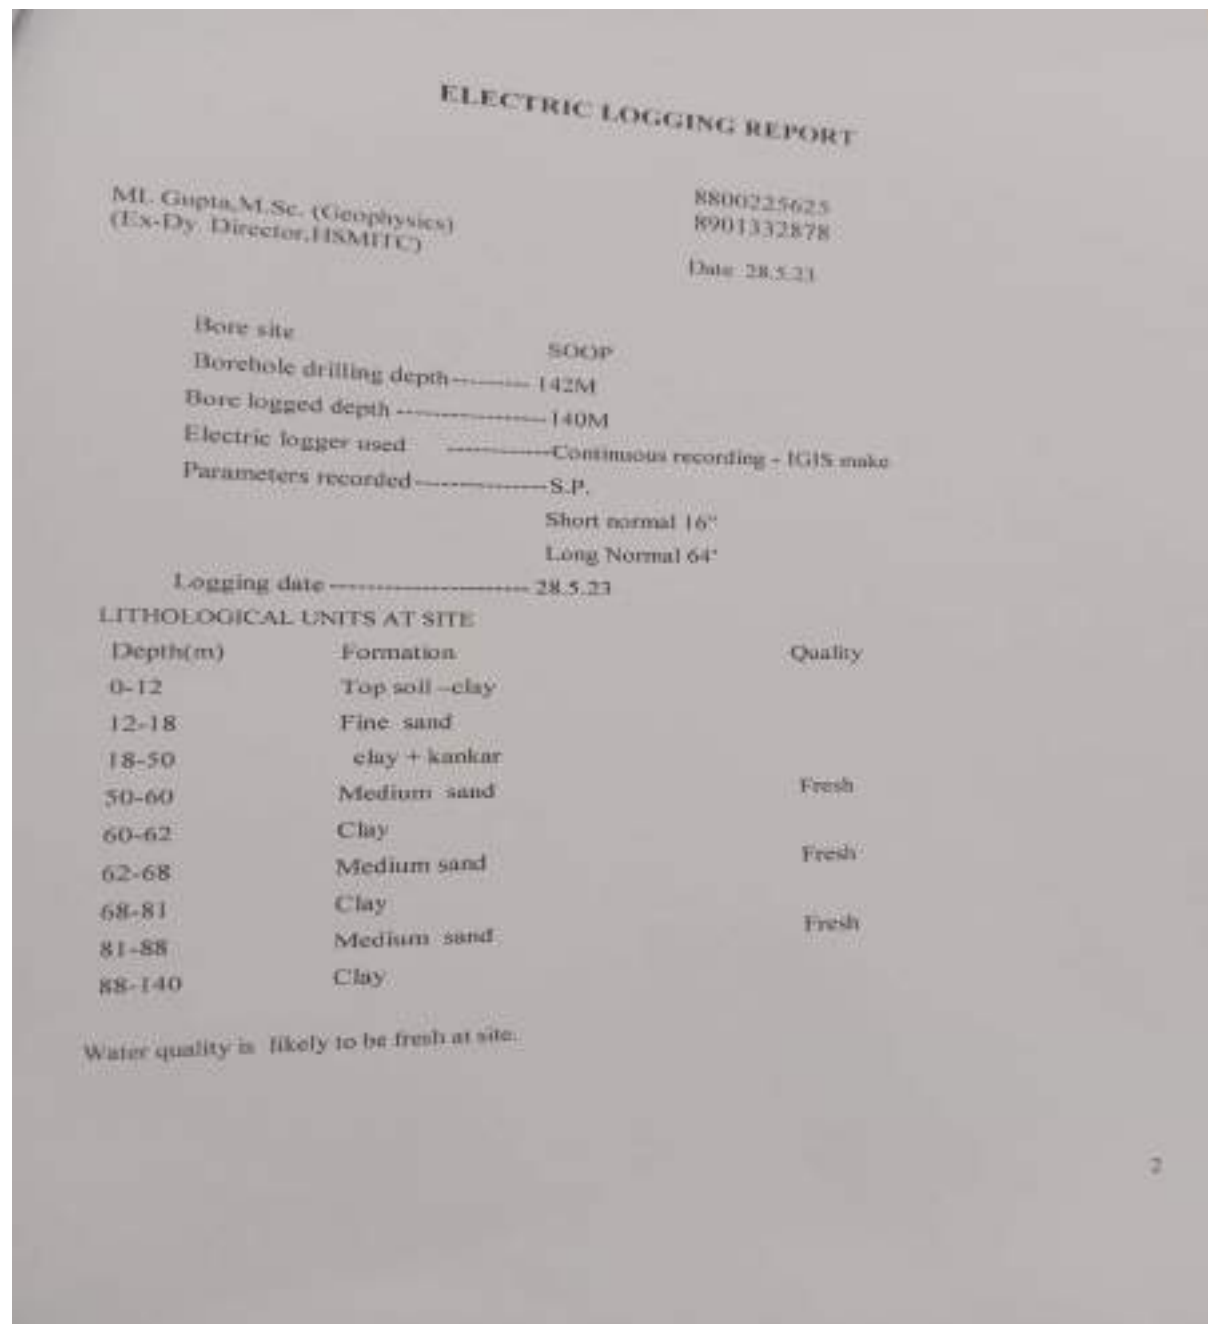 ELECTRIC LOGGING REPORT
ML Gupta,M.Sc. (Geophysics) 8800225625
(Ex-Dy. Director,HSMITC) 8901332878
Date 28.5.23
Bore site SOOP
Borehole drilling depth---------- 142M
Bore logged depth -------------------140M
Electric logger used -------------Continuous recording - IGIS make
Parameters recorded----------------S.P.
Short normal 16"
Long Normal 64"
Logging date ------------------------- 28.5.23
LITHOLOGICAL UNITS AT SITE
Depth(m) Formation Quality
0-12 Top soil –clay
12-18 Fine sand
18-50 clay + kankar
50-60 Medium sand Fresh
60-62 Clay
62-68 Medium sand Fresh
68-81 Clay
81-88 Medium sand Fresh
88-140 Clay
Water quality is likely to be fresh at site.
2